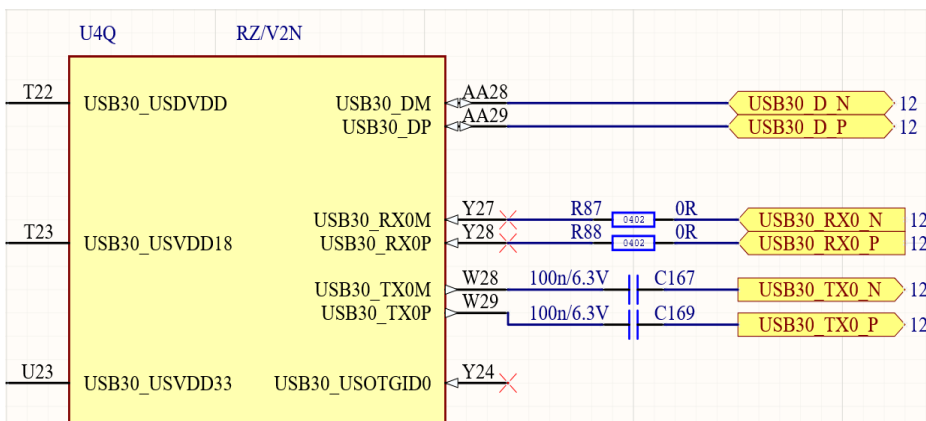 U4Q RZ/V2N
T22 USB30_USDVDD USB30_DM AA28 USB30_D_N 12
USB30_DP AA29 USB30_D_P 12
USB30_RX0M Y27 R87 0402 0R USB30_RX0_N 12
T23 USB30_USVDD18 USB30_RX0P Y28 R88 0402 0R USB30_RX0_P 12
USB30_TX0M W28 100n/6.3V C167 USB30_TX0_N 12
USB30_TX0P W29 100n/6.3V C169 USB30_TX0_P 12
U23 USB30_USVDD33 USB30_USOTGID0 Y24